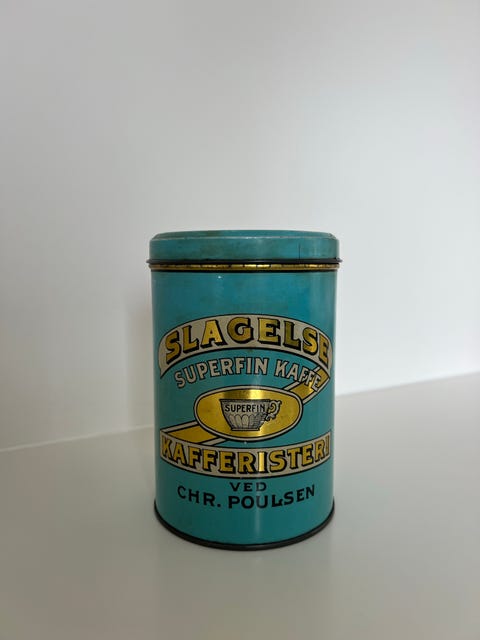 SLAGELSE
SUPERFIN KAFFE
SUPERFIN
KAFFERISTERI
VED
CHR. POULSEN